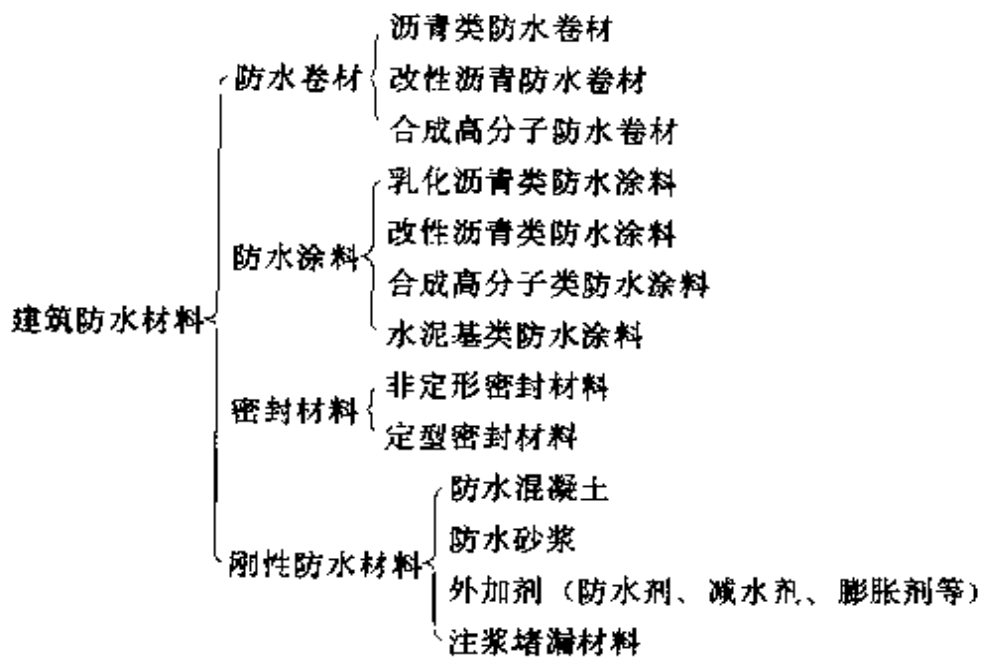 建筑防水材料
防水卷材
沥青类防水卷材
改性沥青防水卷材
合成高分子防水卷材
防水涂料
乳化沥青类防水涂料
改性沥青类防水涂料
合成高分子类防水涂料
水泥基类防水涂料
密封材料
非定形密封材料
定型密封材料
刚性防水材料
防水混凝土
防水砂浆
外加剂（防水剂、减水剂、膨胀剂等）
注浆堵漏材料